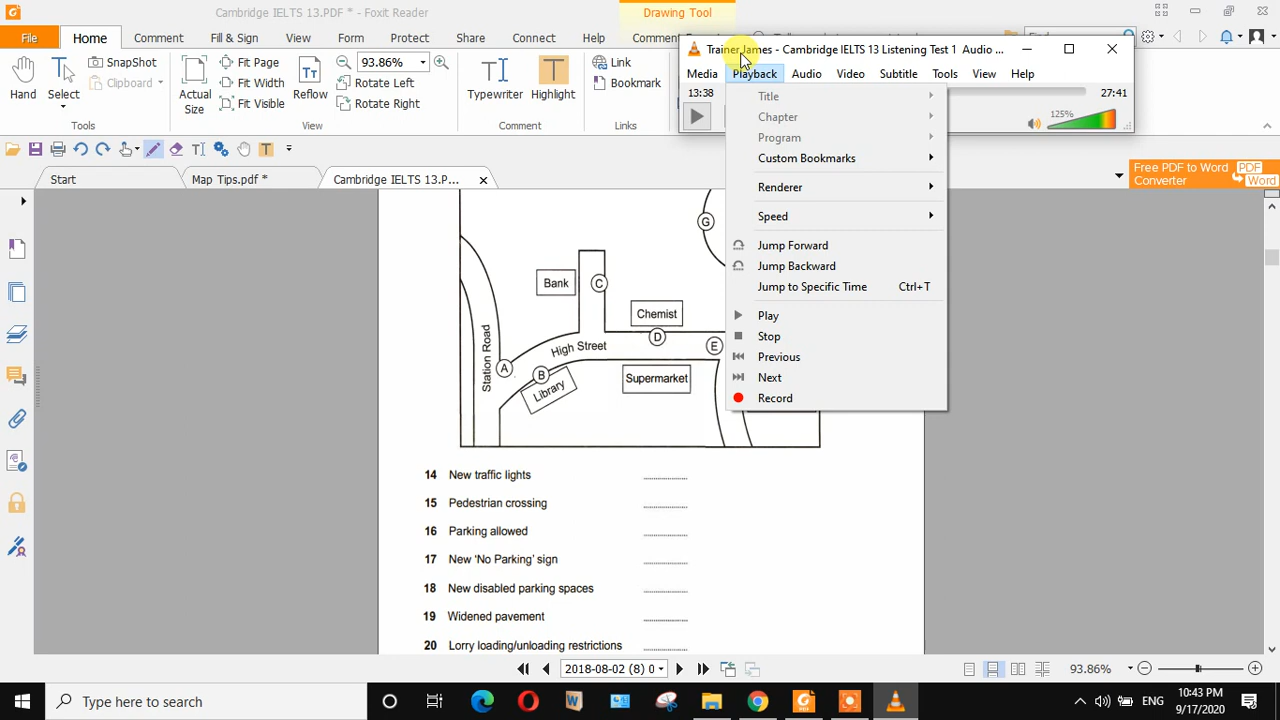 Cambridge IELTS 13.PDF * - Foxit Reader
Drawing Tool
File
Home
Comment
Fill & Sign
View
Form
Protect
Share
Connect
Help
Comment
Find
Hand
Select
SnapShot
Clipboard
Tools
Actual Size
Fit Page
Fit Width
Fit Visible
Reflow
93.86%
Rotate Left
Rotate Right
View
Typewriter
Highlight
Comment
Link
Bookmark
Links
TrainerJames - Cambridge IELTS 13 Listening Test 1 Audio ...
Media Playback Audio Video Subtitle Tools View Help
13:38
27:41
125%
Title
Chapter
Program
Custom Bookmarks
Renderer
Speed
Jump Forward
Jump Backward
Jump to Specific Time Ctrl+T
Play
Stop
Previous
Next
Record
Start
Map Tips.pdf *
Cambridge IELTS 13.P... *
Free PDF to Word Converter
PDF
Word
G
Bank
C
Chemist
D
High Street
E
Station Road
A
B
Library
Supermarket
14 New traffic lights ....................
15 Pedestrian crossing ....................
16 Parking allowed ....................
17 New ‘No Parking’ sign ....................
18 New disabled parking spaces ....................
19 Widened pavement ....................
20 Lorry loading/unloading restrictions ....................
2018-08-02 (8) 0
93.86%
Type here to search
ENG
10:43 PM
9/17/2020